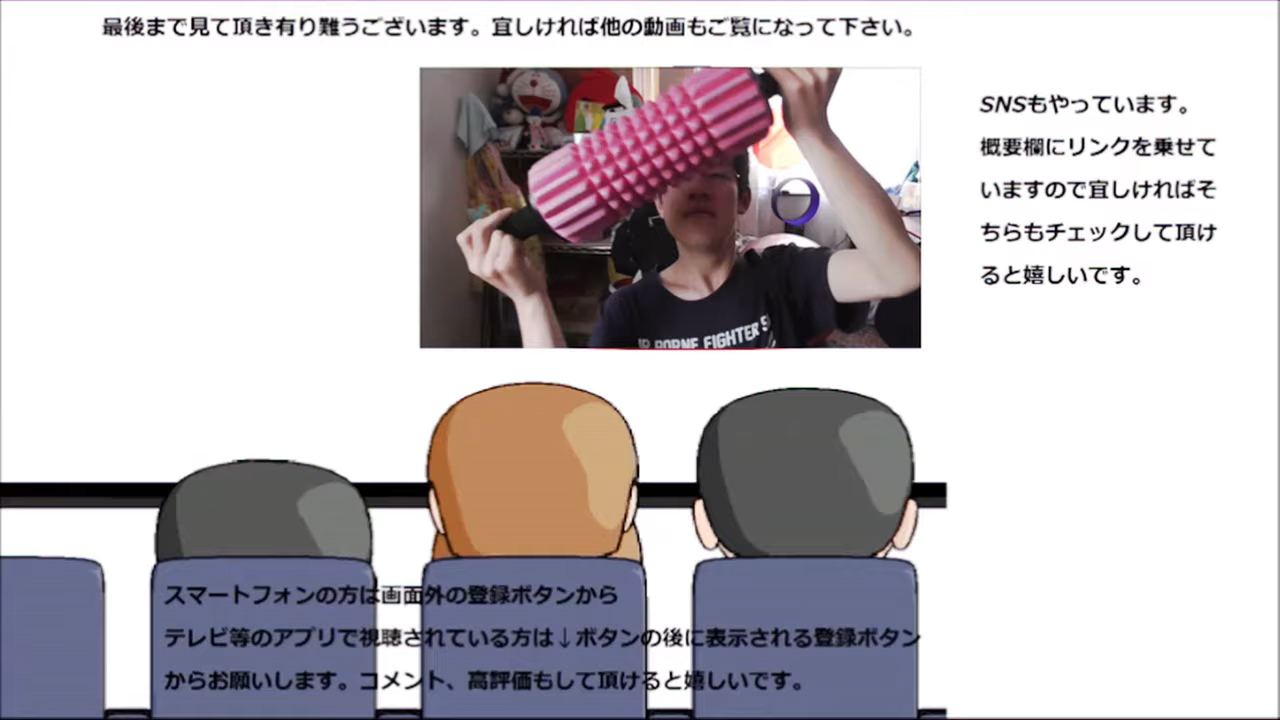 最後まで見て頂き有り難うございます。宜しければ他の動画もご覧になって下さい。
SNSもやっています。
概要欄にリンクを乗せて
いますので宜しければそ
ちらもチェックして頂け
ると嬉しいです。
FIGHTER
スマートフォンの方は画面外の登録ボタンから
テレビ等のアプリで視聴されている方は↓ボタンの後に表示される登録ボタン
からお願いします。コメント、高評価もして頂けると嬉しいです。